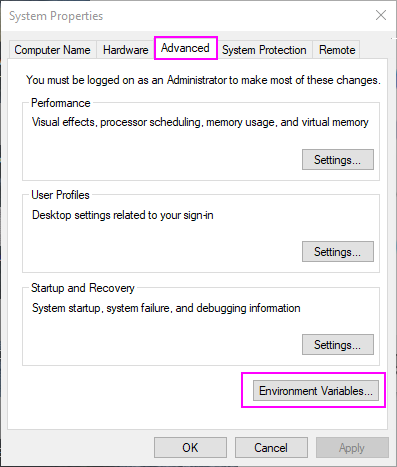 System Properties
Computer Name Hardware Advanced System Protection Remote
You must be logged on as an Administrator to make most of these changes.
Performance
Visual effects, processor scheduling, memory usage, and virtual memory
Settings...
User Profiles
Desktop settings related to your sign-in
Settings...
Startup and Recovery
System startup, system failure, and debugging information
Settings...
Environment Variables...
OK Cancel Apply